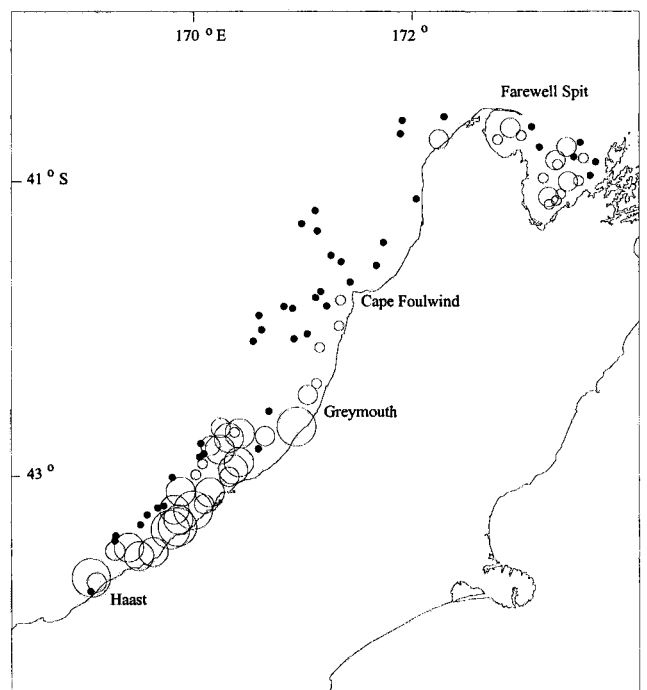 170 ° E
172 °
Farewell Spit
41 ° S
Cape Foulwind
Greymouth
43 °
Haast